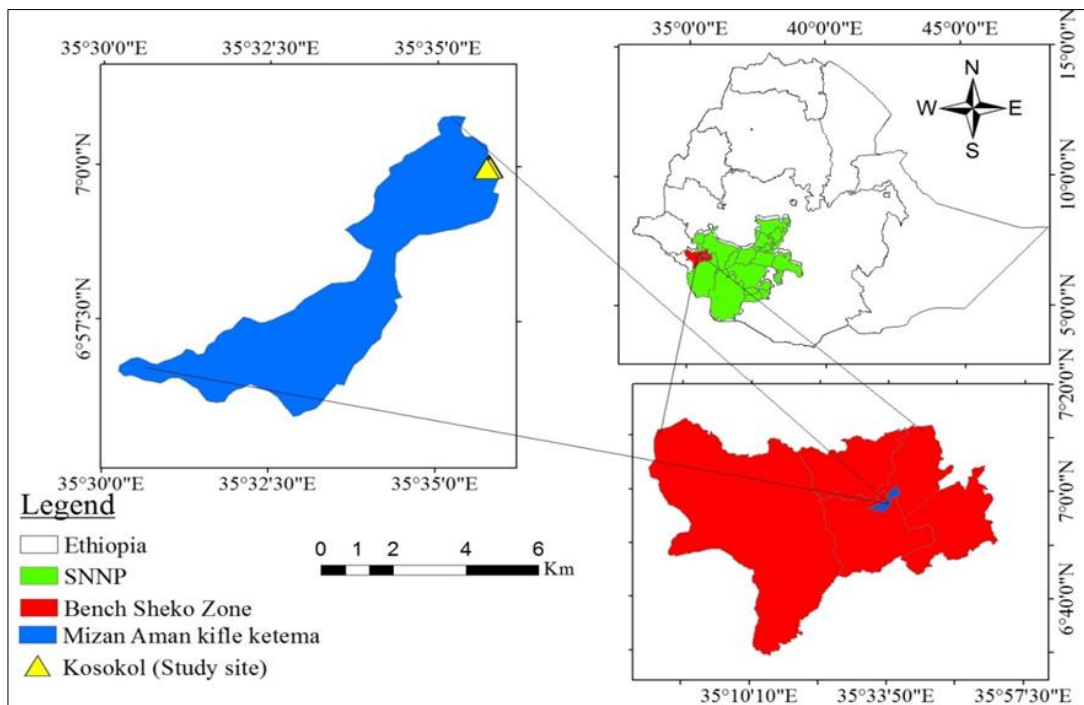 35°30'0"E 35°32'30"E 35°35'0"E
7°0'0"N
6°57'30"N
35°30'0"E 35°32'30"E 35°35'0"E
35°0'0"E 40°0'0"E 45°0'0"E
N
W E
S
15°0'0"N
10°0'0"N
5°0'0"N
7°20'0"N
7°0'0"N
6°40'0"N
35°10'10"E 35°33'50"E 35°57'30"E
Legend
Ethiopia
SNNP
Bench Sheko Zone
Mizan Aman kifle ketema
Kosokol (Study site)
0 1 2 4 6
Km